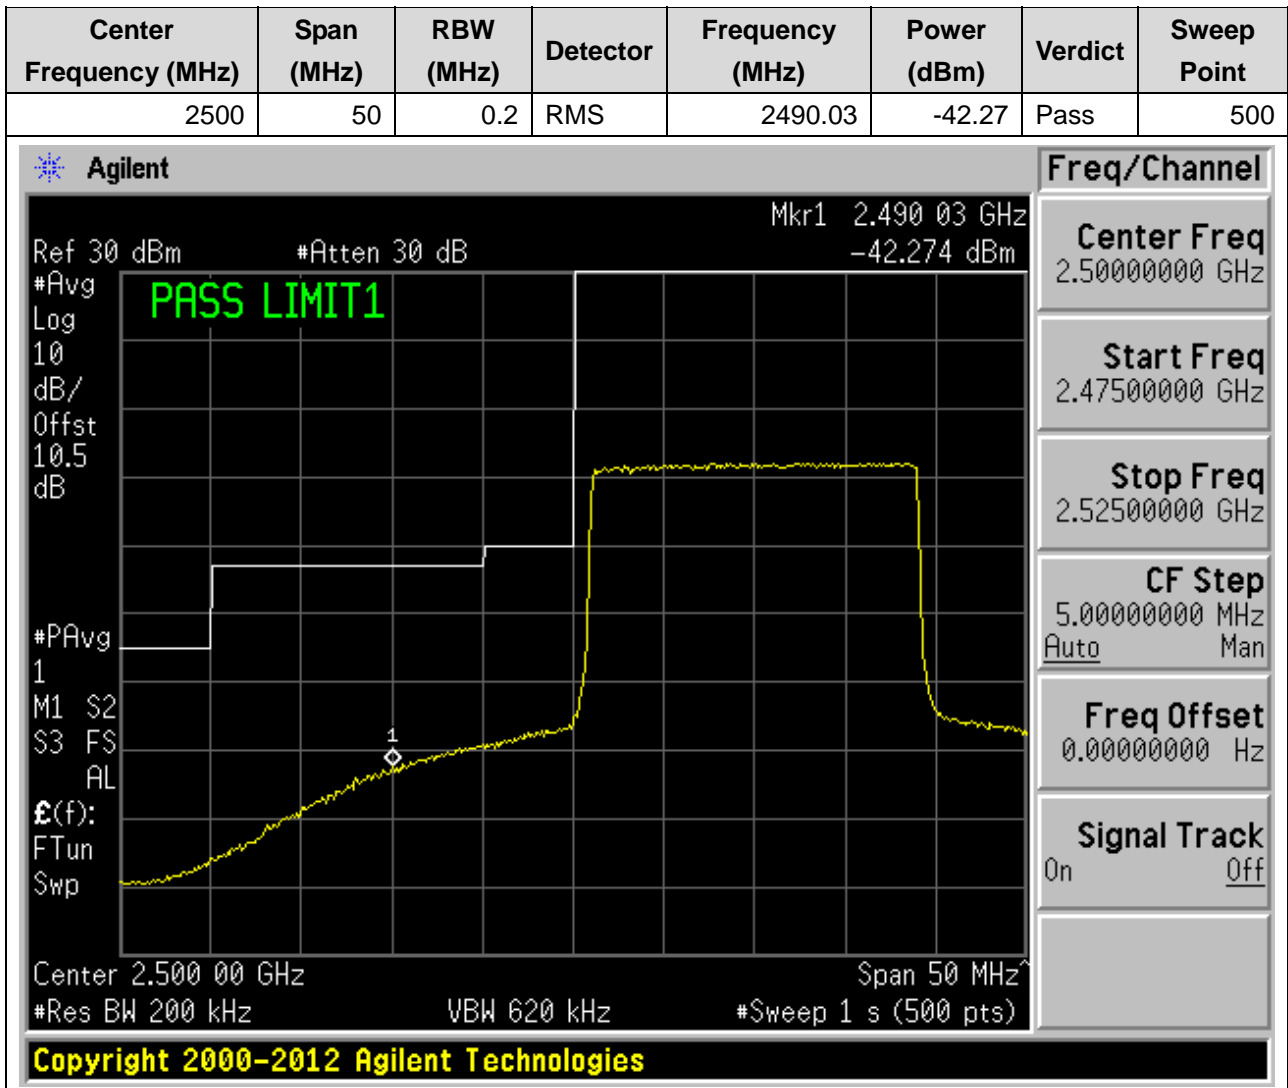 Center Frequency (MHz) Span (MHz) RBW (MHz) Detector Frequency (MHz) Power (dBm) Verdict Sweep Point
2500 50 0.2 RMS 2490.03 -42.27 Pass 500
Agilent
Freq/Channel
Mkr1 2.490 03 GHz
Ref 30 dBm #Atten 30 dB -42.274 dBm
#Avg
Log
10
dB/
Offst
10.5
dB
PASS LIMIT1
#PAvg
1
M1 S2
S3 FS
AL
£(f):
FTun
Swp
1
Center 2.500 00 GHz Span 50 MHz^
#Res BW 200 kHz VBW 620 kHz #Sweep 1 s (500 pts)
Center Freq
2.50000000 GHz
Start Freq
2.47500000 GHz
Stop Freq
2.52500000 GHz
CF Step
5.00000000 MHz
Auto Man
Freq Offset
0.00000000 Hz
Signal Track
On Off
Copyright 2000-2012 Agilent Technologies